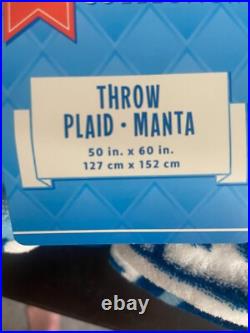 THROW
PLAID • MANTA
50 in. x 60 in.
127 cm x 152 cm